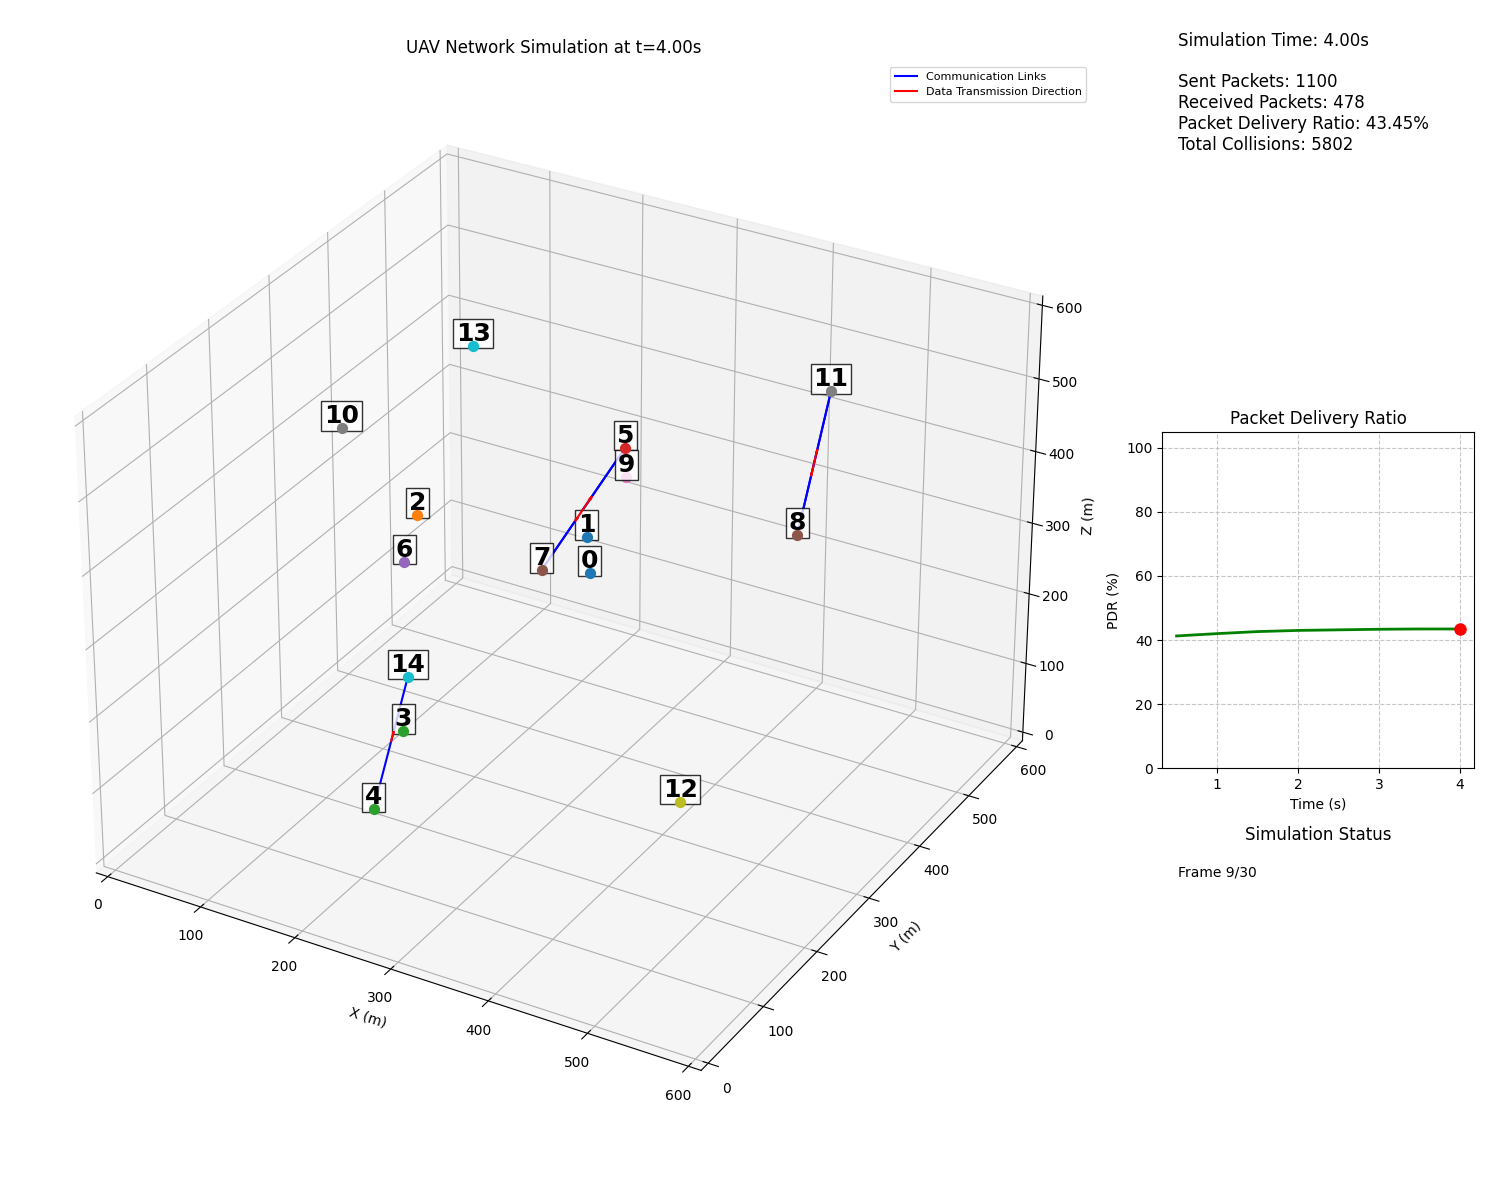 UAV Network Simulation at t=4.00s
Communication Links
Data Transmission Direction
Simulation Time: 4.00s
Sent Packets: 1100
Received Packets: 478
Packet Delivery Ratio: 43.45%
Total Collisions: 5802
13
11
10
5
9
2
1
8
6
7
0
14
3
4
12
600
500
400
300
200
100
0
Z (m)
0
100
200
300
400
500
600
X (m)
0
100
200
300
400
500
600
Y (m)
Packet Delivery Ratio
100
80
60
40
20
0
PDR (%)
1
2
3
4
Time (s)
Simulation Status
Frame 9/30